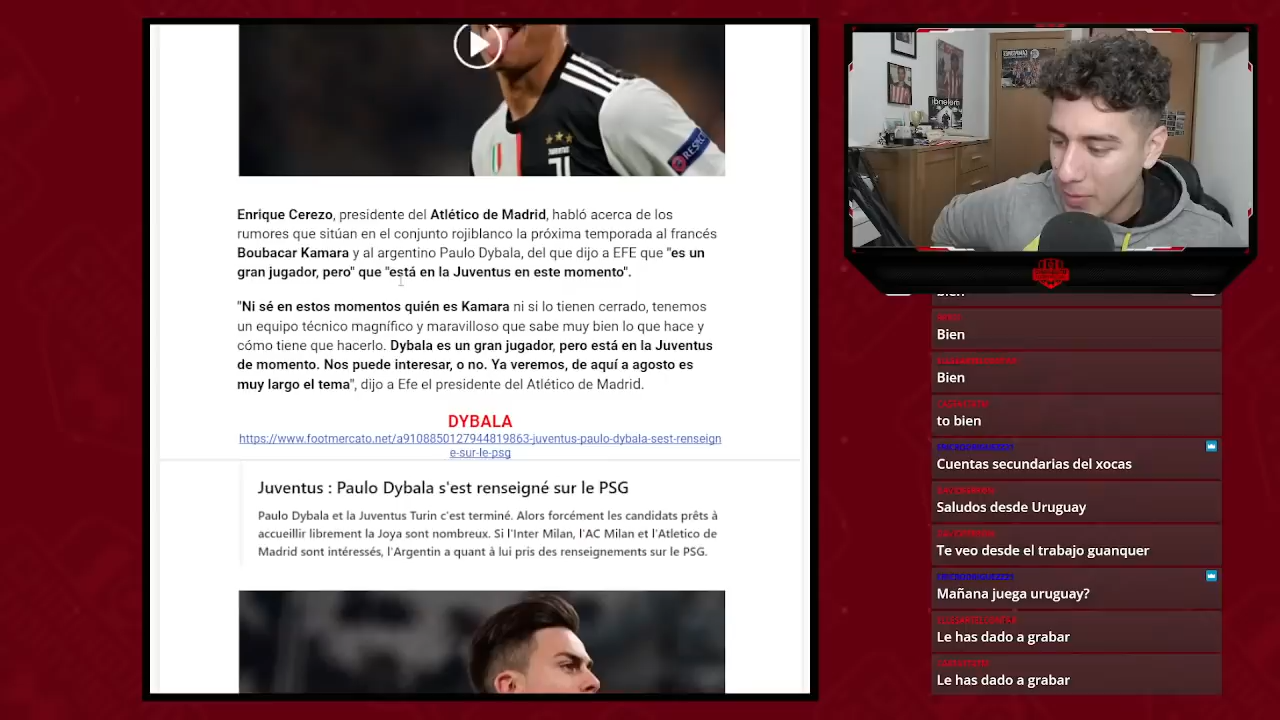 Enrique Cerezo, presidente del Atlético de Madrid, habló acerca de los
rumores que sitúan en el conjunto rojiblanco la próxima temporada al francés
Boubacar Kamara y al argentino Paulo Dybala, del que dijo a EFE que "es un
gran jugador, pero" que "está en la Juventus en este momento".
"Ni sé en estos momentos quién es Kamara ni si lo tienen cerrado, tenemos
un equipo técnico magnífico y maravilloso que sabe muy bien lo que hace y
cómo tiene que hacerlo. Dybala es un gran jugador, pero está en la Juventus
de momento. Nos puede interesar, o no. Ya veremos, de aquí a agosto es
muy largo el tema", dijo a Efe el presidente del Atlético de Madrid.
DYBALA
https://www.footmercato.net/a9108850127944819863-juventus-paulo-dybala-sest-renseign
e-sur-le-psg
Juventus : Paulo Dybala s'est renseigné sur le PSG
Paulo Dybala et la Juventus Turin c'est terminé. Alors forcément les candidats prêts à
accueillir librement la Joya sont nombreux. Si l'Inter Milan, l'AC Milan et l'Atletico de
Madrid sont intéressés, l'Argentin a quant à lui pris des renseignements sur le PSG.
Bien
Bien
to bien
Cuentas secundarias del xocas
Saludos desde Uruguay
Te veo desde el trabajo guanquer
Mañana juega uruguay?
Le has dado a grabar
Le has dado a grabar